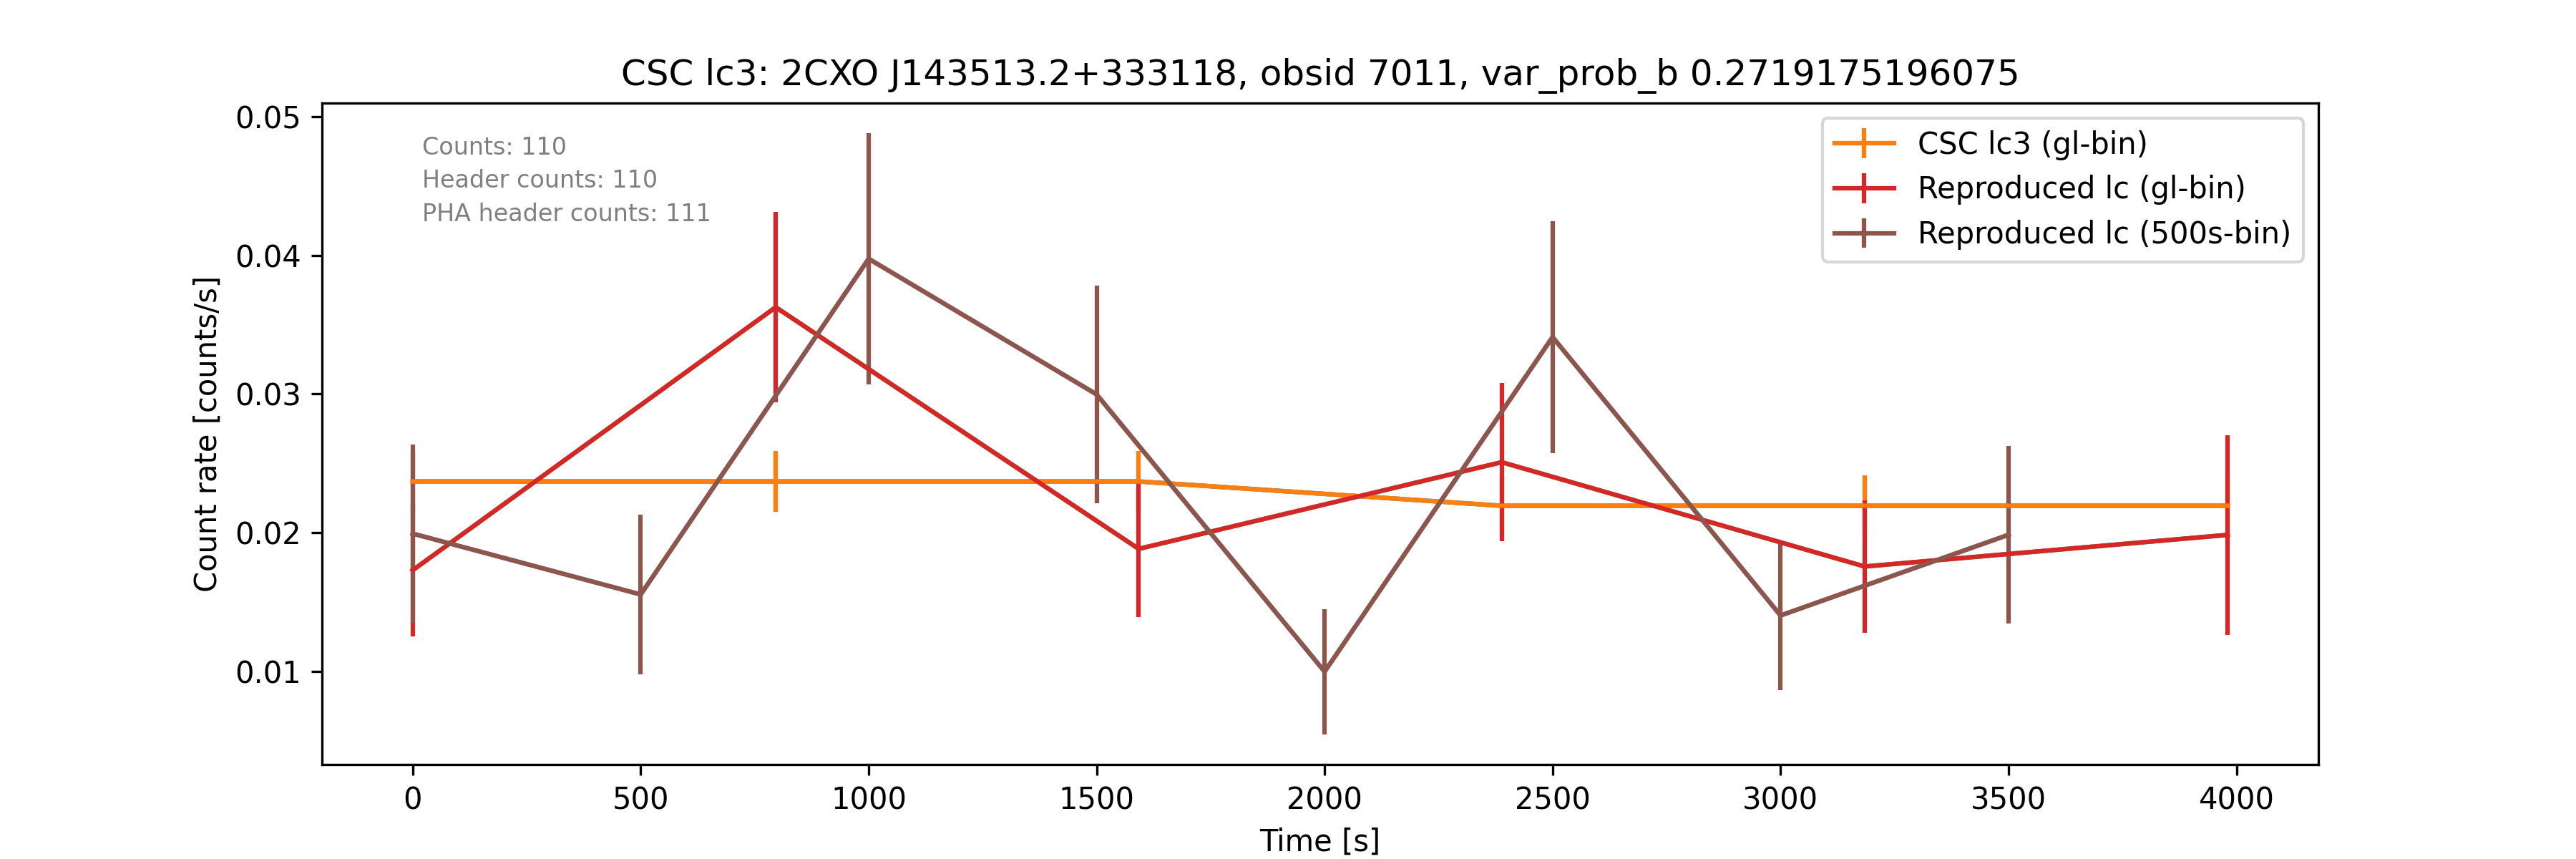 CSC lc3: 2CXO J143513.2+333118, obsid 7011, var_prob_b 0.2719175196075
Counts: 110
Header counts: 110
PHA header counts: 111
CSC lc3 (gl-bin)
Reproduced lc (gl-bin)
Reproduced lc (500s-bin)
Count rate [counts/s]
0.05
0.04
0.03
0.02
0.01
0 500 1000 1500 2000 2500 3000 3500 4000
Time [s]